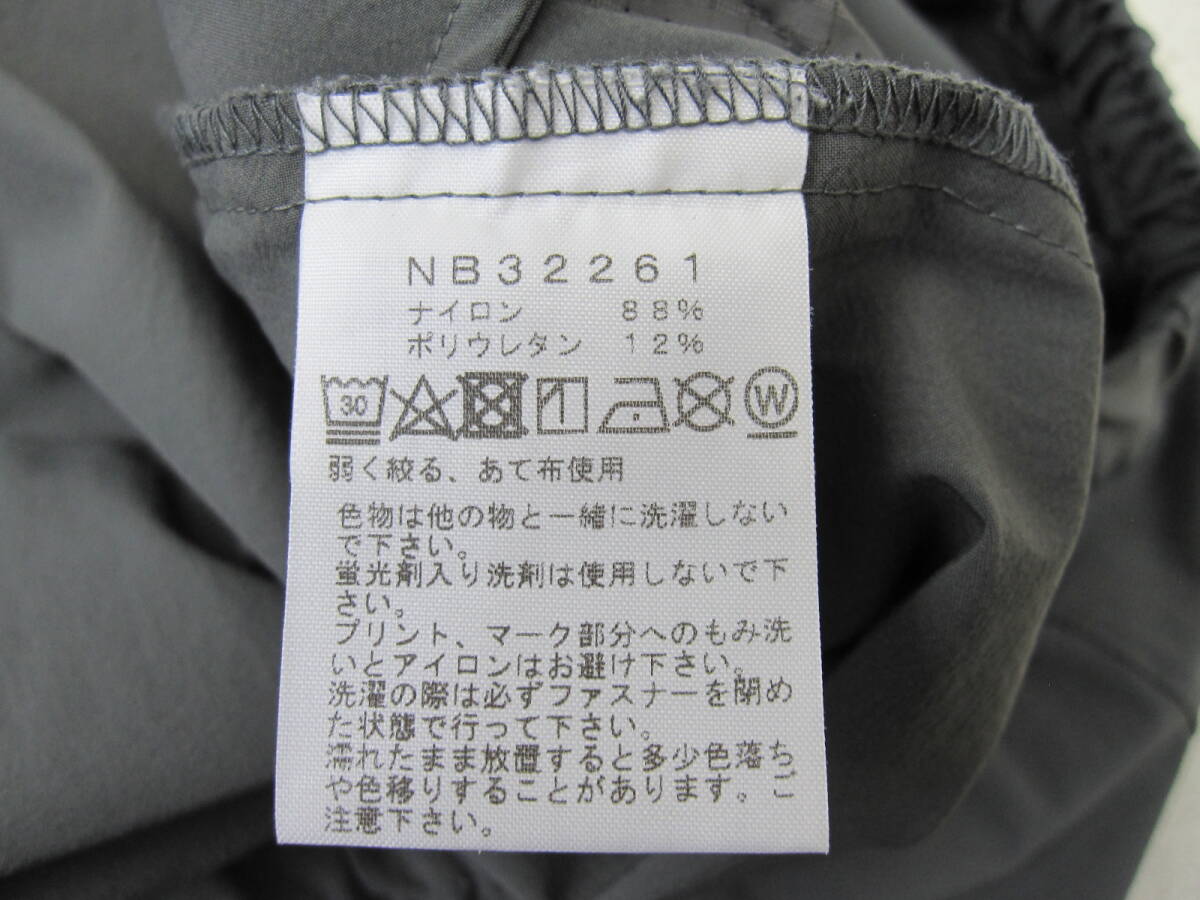 NB32261
ナイロン 88%
ポリウレタン 12%
30 W
弱く絞る、あて布使用
色物は他の物と一緒に洗濯しない
で下さい。
蛍光剤入り洗剤は使用しないで下
さい。
プリント、マーク部分へのもみ洗
いとアイロンはお避け下さい。
洗濯の際は必ずファスナーを閉め
た状態で行って下さい。
濡れたまま放置すると多少色落ち
や色移りすることがあります。ご
注意下さい。